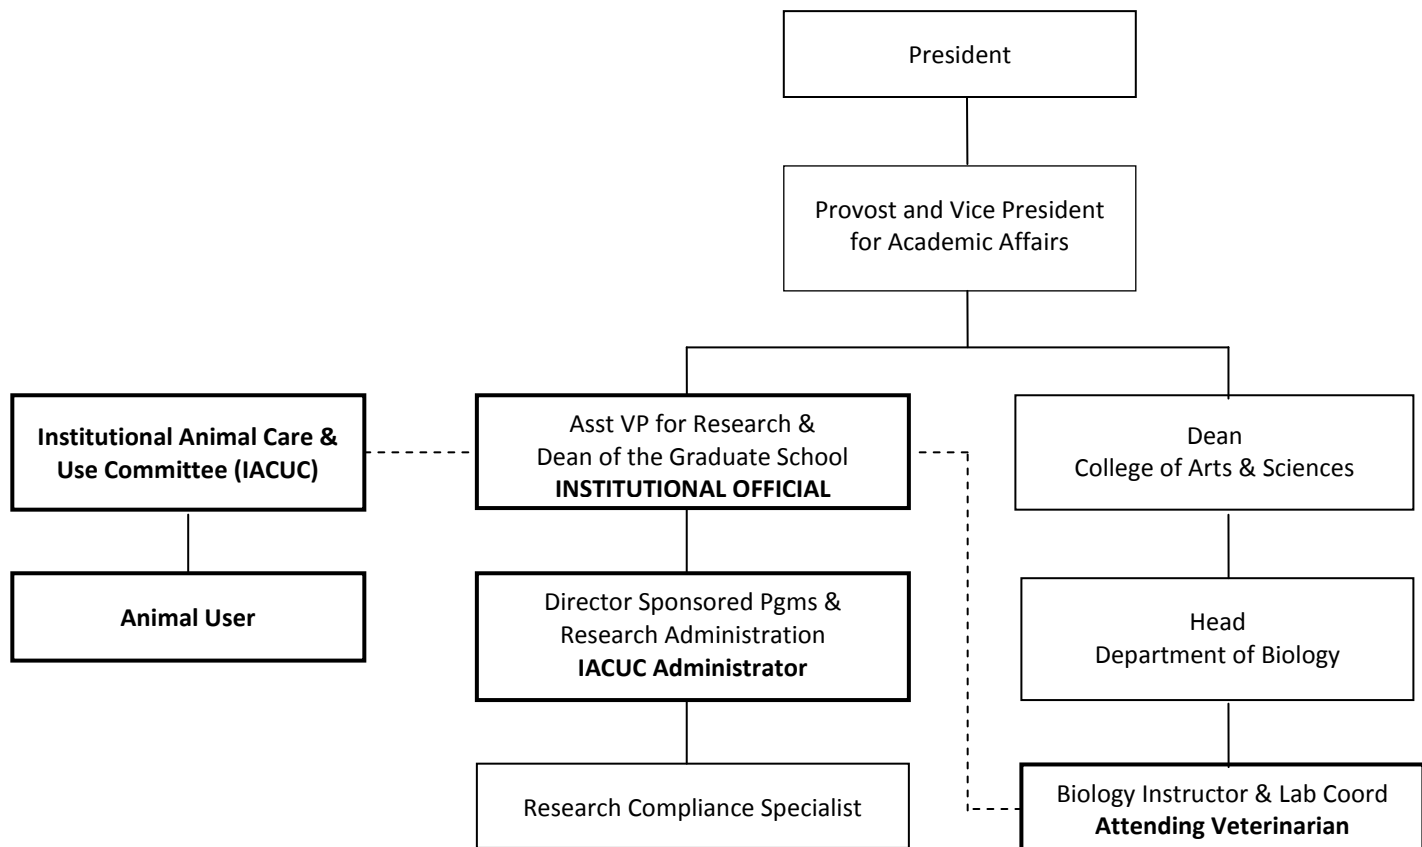 President
Provost and Vice President
for Academic Affairs
Institutional Animal Care &
Use Committee (IACUC)
Asst VP for Research &
Dean of the Graduate School
INSTITUTIONAL OFFICIAL
Dean
College of Arts & Sciences
Animal User
Director Sponsored Pgms &
Research Administration
IACUC Administrator
Head
Department of Biology
Research Compliance Specialist
Biology Instructor & Lab Coord
Attending Veterinarian